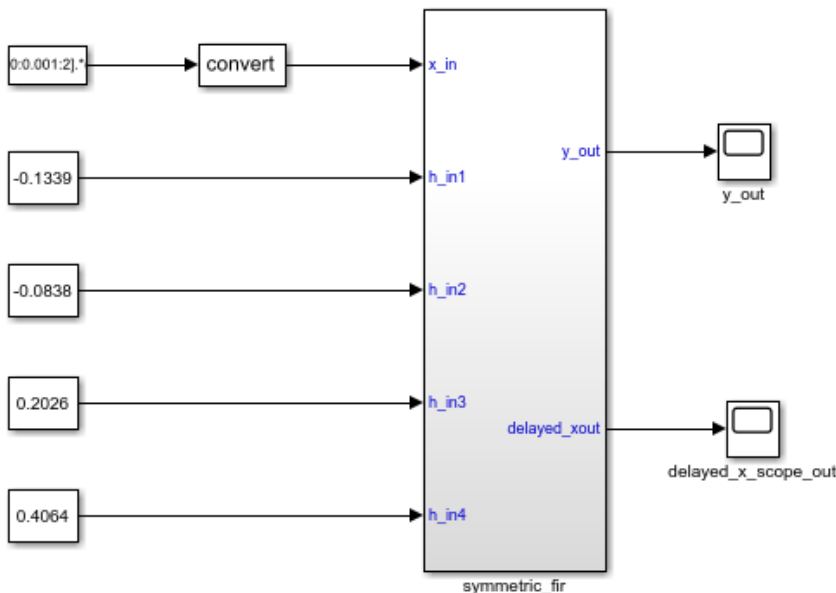 0:0.001:2].*(
convert
x_in
-0.1339
h_in1
y_out
y_out
-0.0838
h_in2
0.2026
h_in3
delayed_xout
delayed_x_scope_out
0.4064
h_in4
symmetric_fir